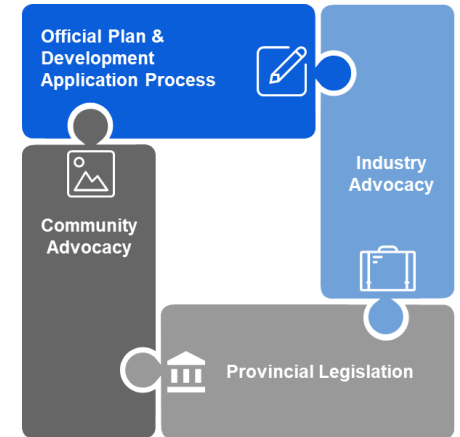 Official Plan &
Development
Application Process
Industry
Advocacy
Community
Advocacy
Provincial Legislation